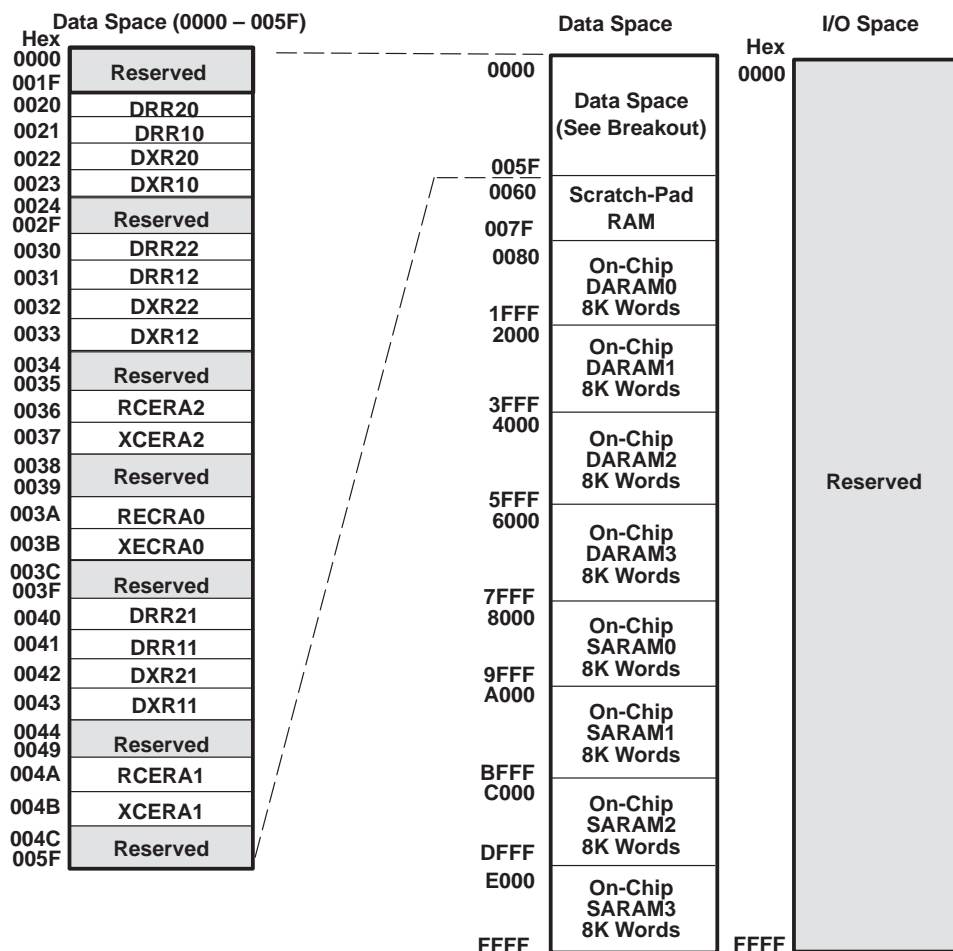 Data Space (0000 – 005F)
Hex
0000
001F
Reserved
0020
DRR20
0021
DRR10
0022
DXR20
0023
DXR10
0024
002F
Reserved
0030
DRR22
0031
DRR12
0032
DXR22
0033
DXR12
0034
0035
Reserved
0036
RCERA2
0037
XCERA2
0038
0039
Reserved
003A
RECRA0
003B
XECRA0
003C
003F
Reserved
0040
DRR21
0041
DRR11
0042
DXR21
0043
DXR11
0044
0049
Reserved
004A
RCERA1
004B
XCERA1
004C
005F
Reserved
Data Space
0000
Data Space
(See Breakout)
005F
0060
Scratch-Pad
RAM
007F
0080
On-Chip
DARAM0
8K Words
1FFF
2000
On-Chip
DARAM1
8K Words
3FFF
4000
On-Chip
DARAM2
8K Words
5FFF
6000
On-Chip
DARAM3
8K Words
7FFF
8000
On-Chip
SARAM0
8K Words
9FFF
A000
On-Chip
SARAM1
8K Words
BFFF
C000
On-Chip
SARAM2
8K Words
DFFF
E000
On-Chip
SARAM3
8K Words
FFFF
I/O Space
Hex
0000
Reserved
FFFF